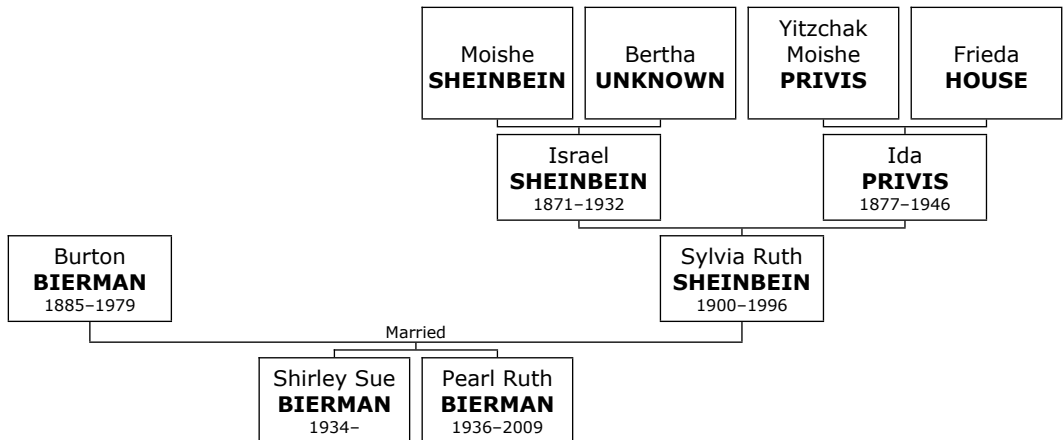 Moishe
SHEINBEIN
Bertha
UNKNOWN
Yitzchak
Moishe
PRIVIS
Frieda
HOUSE
Israel
SHEINBEIN
1871–1932
Ida
PRIVIS
1877–1946
Burton
BIERMAN
1885–1979
Sylvia Ruth
SHEINBEIN
1900–1996
Married
Shirley Sue
BIERMAN
1934–
Pearl Ruth
BIERMAN
1936–2009